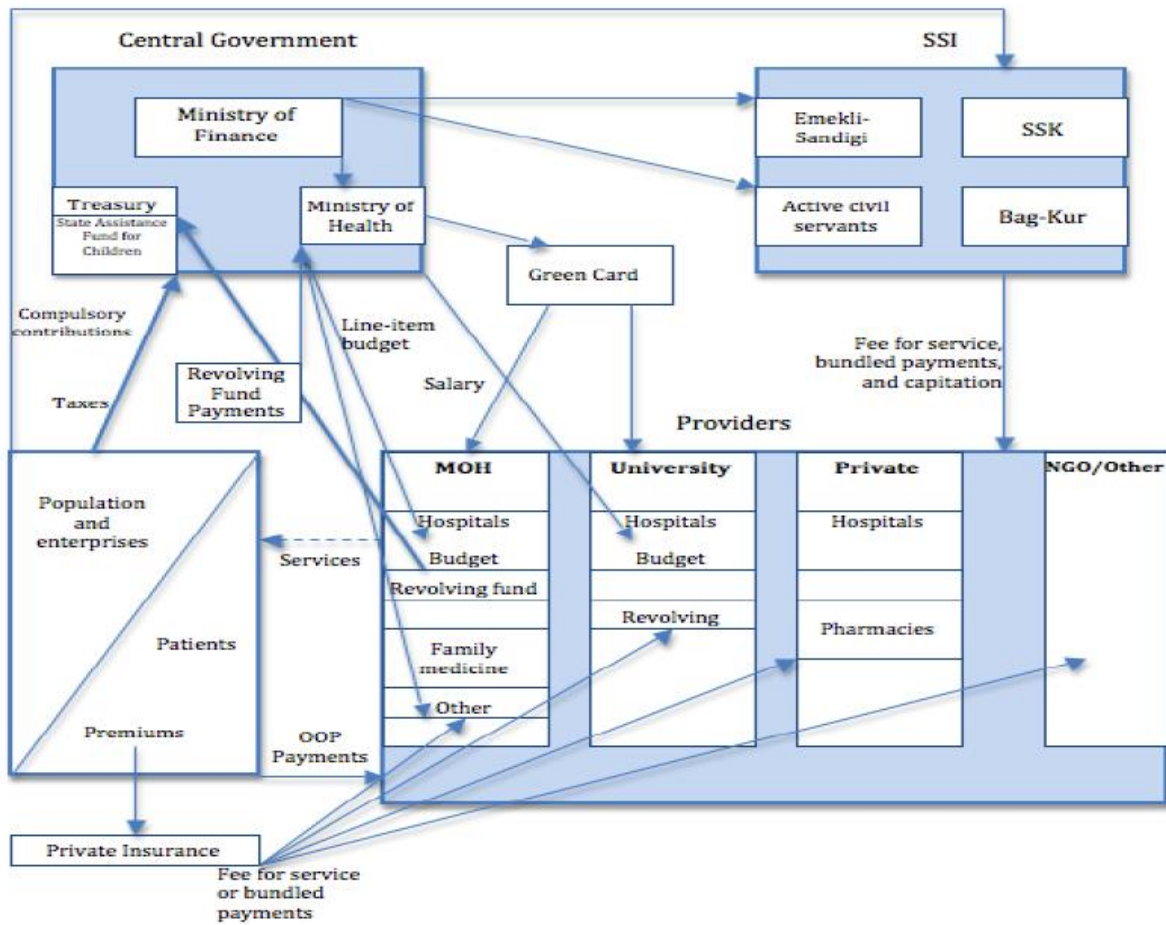 Central Government
SSI
Ministry of
Finance
Emekli-
Sandigi
SSK
Treasury
State Assistance
Fund for
Children
Ministry of
Health
Active civil
servants
Bag-Kur
Green Card
Compulsory
contributions
Line-item
budget
Fee for service,
bundled payments,
and capitation
Revolving
Fund
Payments
Salary
Taxes
Providers
MOH
University
Private
NGO/Other
Population
and
enterprises
Hospitals
Hospitals
Hospitals
Services
Budget
Budget
Revolving fund
Revolving
Patients
Family
medicine
Pharmacies
Other
Premiums
OOP
Payments
Private Insurance
Fee for service
or bundled
payments